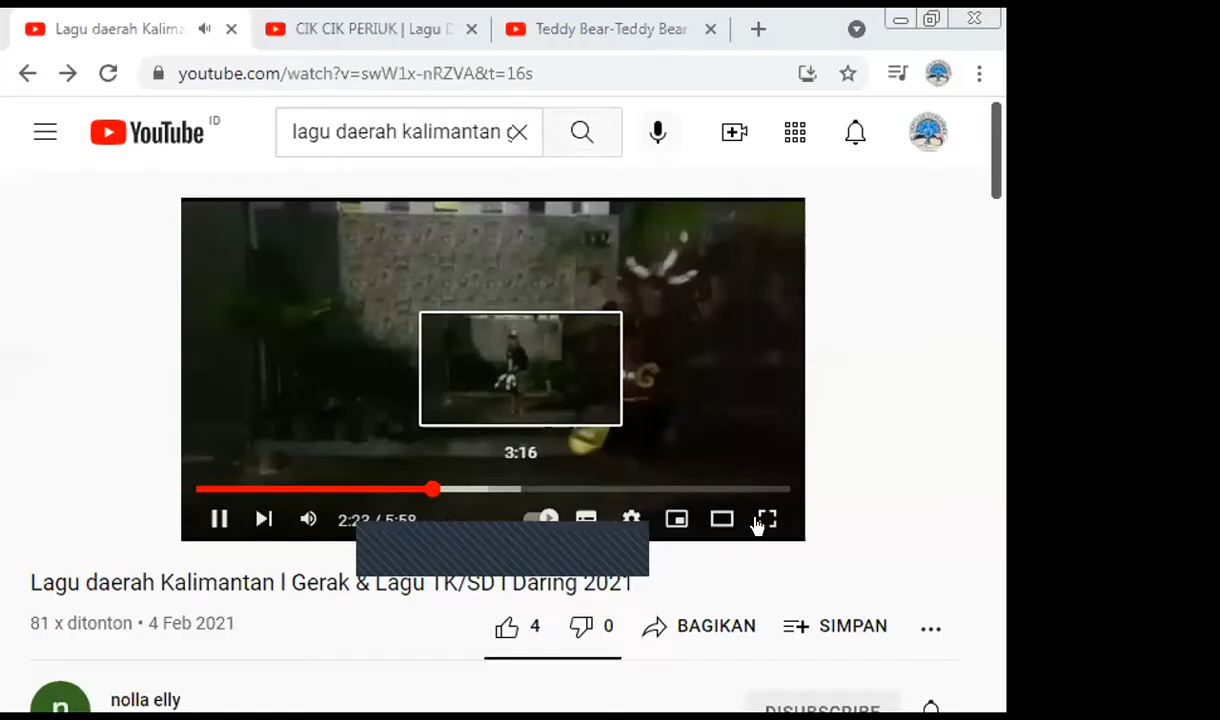 Lagu daerah Kalima
CIK CIK PERIUK | Lagu D
Teddy Bear-Teddy Bear
youtube.com/watch?v=swW1x-nRZVA&t=16s
YouTube ID
lagu daerah kalimantan
3:16
2:23 / 5:58
Lagu daerah Kalimantan l Gerak & Lagu TK/SD l Daring 2021
81 x ditonton • 4 Feb 2021
4
0
BAGIKAN
SIMPAN
n
nolla elly
DISUBSCRIBE